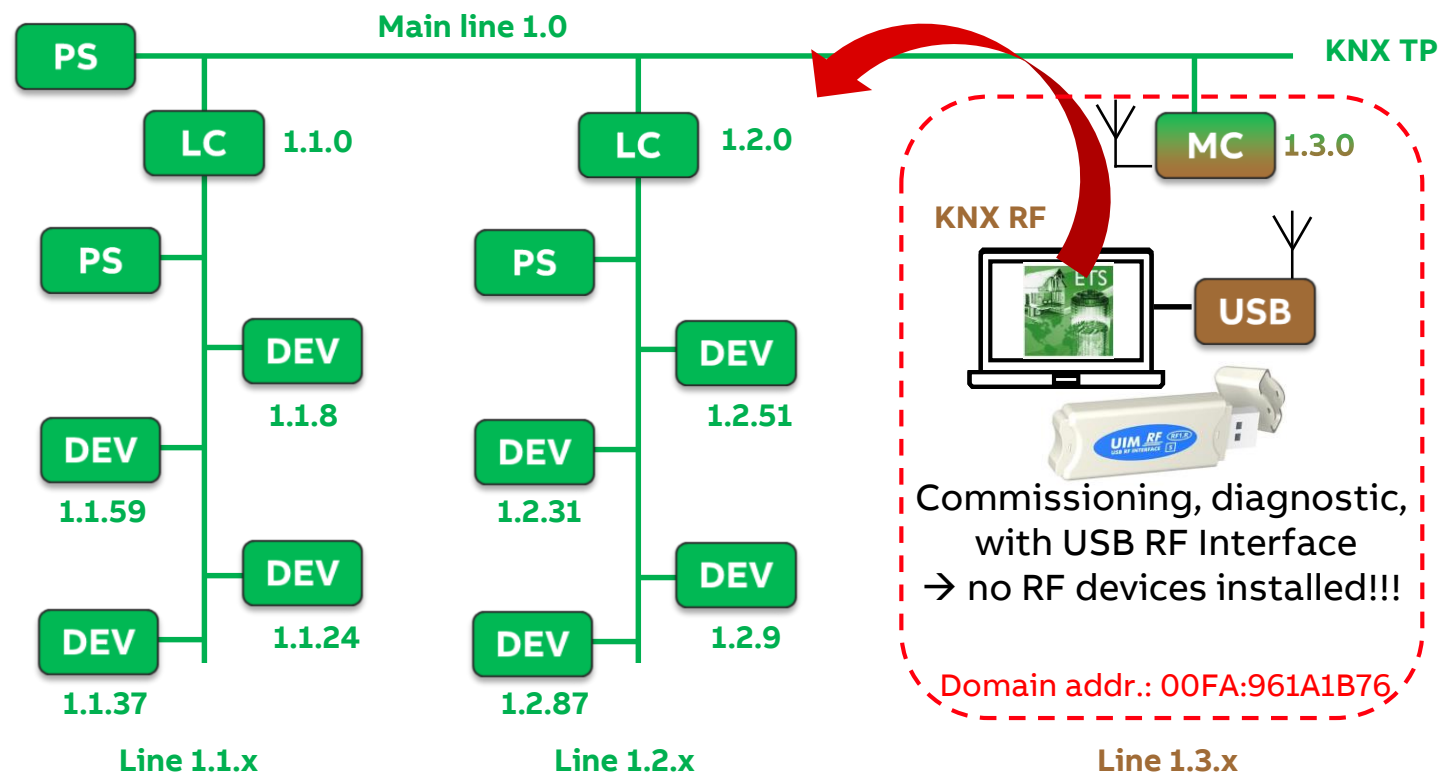 Main line 1.0
PS
KNX TP
LC
1.1.0
LC
1.2.0
MC
1.3.0
PS
PS
KNX RF
ETS
USB
DEV
1.1.8
DEV
1.2.51
DEV
1.1.59
DEV
1.2.31
UIM RF RF1.R
USB RF INTERFACE S
Commissioning, diagnostic,
with USB RF Interface
→ no RF devices installed!!!
DEV
1.1.24
DEV
1.2.9
DEV
1.1.37
DEV
1.2.87
Domain addr.: 00FA:961A1B76
Line 1.1.x
Line 1.2.x
Line 1.3.x